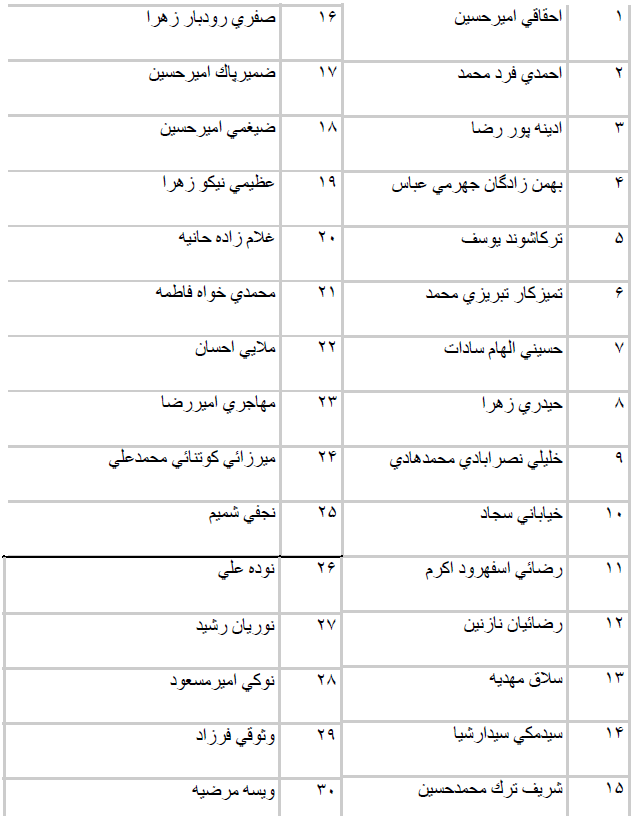 ۱ احقاقي اميرحسين
۲ احمدي فرد محمد
۳ ادينه پور رضا
۴ بهمن زادگان جهرمي عباس
۵ تركاشوند يوسف
۶ تميزكار تبريزي محمد
۷ حسيني الهام سادات
۸ حيدري زهرا
۹ خليلي نصرابادي محمدهادي
۱۰ خياباني سجاد
۱۱ رضائي اسفهرود اكرم
۱۲ رضائيان نازنين
۱۳ سلاق مهديه
۱۴ سيدمكي سيدارشيا
۱۵ شريف ترك محمدحسين
۱۶ صفري رودبار زهرا
۱۷ ضميرپاك اميرحسين
۱۸ ضيغمي اميرحسين
۱۹ عظيمي نيكو زهرا
۲۰ غلام زاده حانيه
۲۱ محمدي خواه فاطمه
۲۲ ملايي احسان
۲۳ مهاجري اميررضا
۲۴ ميرزائي كوتنائي محمدعلي
۲۵ نجفي شميم
۲۶ نوده علي
۲۷ نوريان رشيد
۲۸ نوكي اميرمسعود
۲۹ وثوقي فرزاد
۳۰ ويسه مرضيه